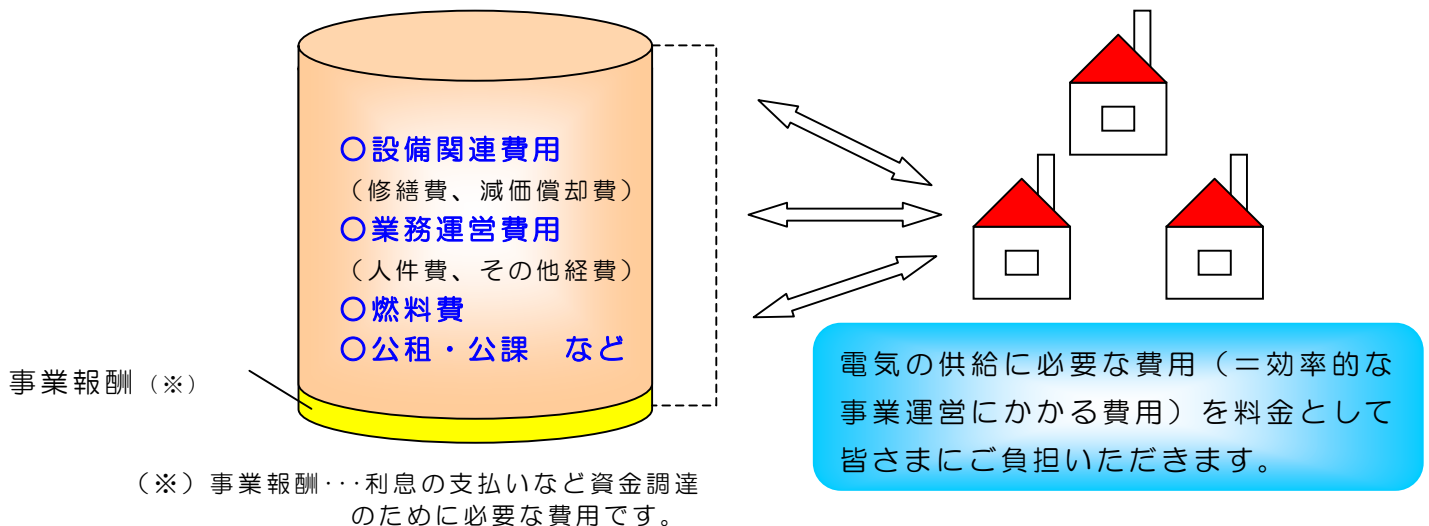 ○設備関連費用
(修繕費、減価償却費)
○業務運営費用
(人件費、その他経費)
○燃料費
○公租・公課 など
事業報酬(※)
電気の供給に必要な費用(=効率的な
事業運営にかかる費用)を料金として
皆さまにご負担いただきます。
(※)事業報酬･･･利息の支払いなど資金調達
のために必要な費用です。